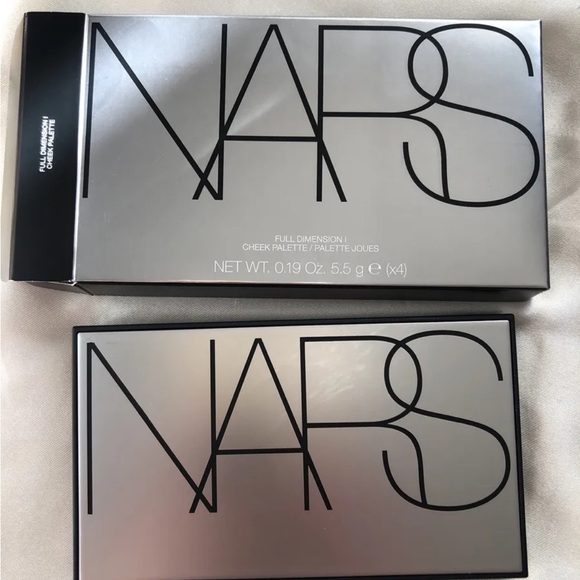 FULL DIMENSION I
CHEEK PALETTE
NARS
FULL DIMENSION I
CHEEK PALETTE / PALETTE JOUES
NET WT. 0.19 Oz. 5.5 g ℮ (x4)
NARS